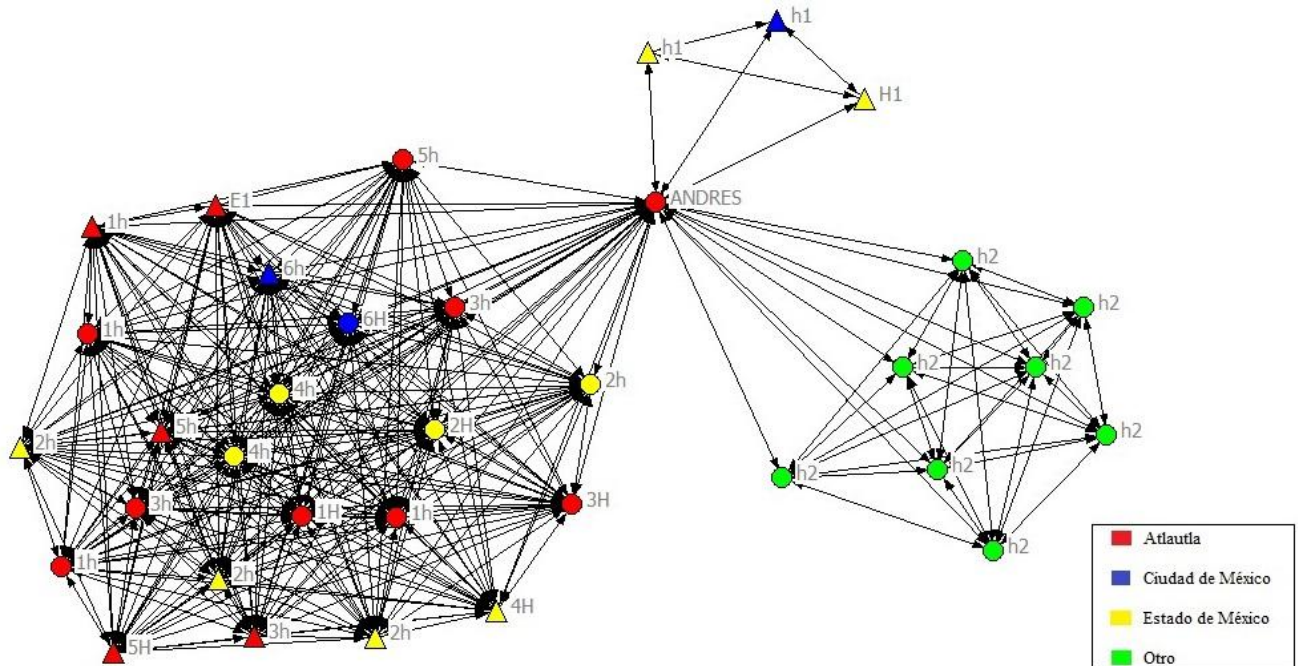 h1
h1
H1
5h
ANDRES
E1
1h
h2
6h
h2
3h
6H
1h
h2
h2
2h
4h
2H
h2
5h
2h
4h
h2
h2
3H
3h
1H
1h
h2
Atlautla
1h
2h
Ciudad de México
4H
Estado de México
3h
2h
5H
Otro